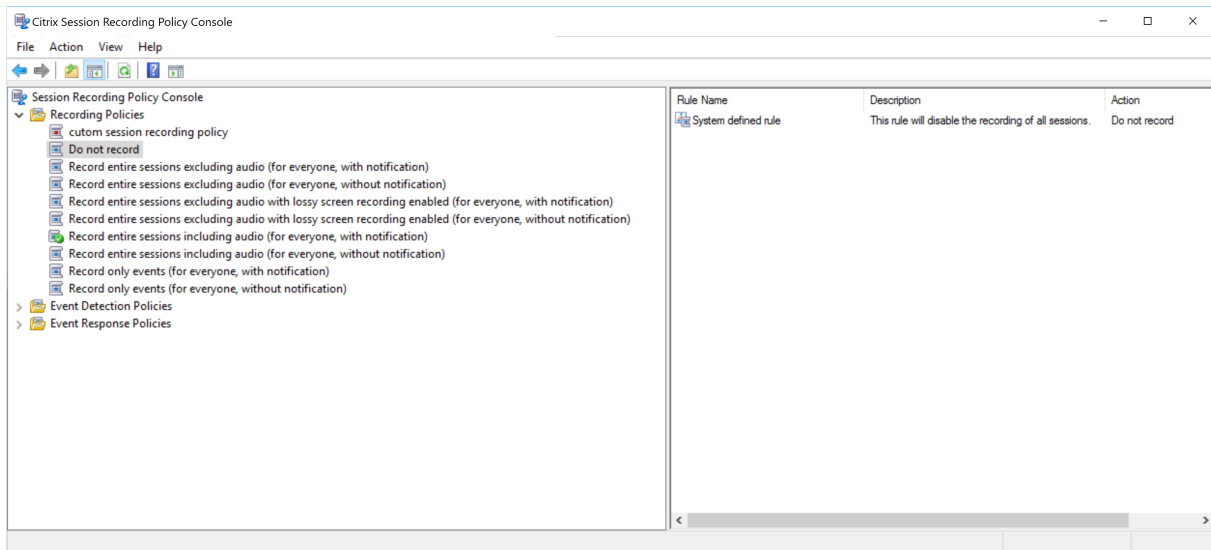 Citrix Session Recording Policy Console
File Action View Help
Session Recording Policy Console
Recording Policies
cutom session recording policy
Do not record
Record entire sessions excluding audio (for everyone, with notification)
Record entire sessions excluding audio (for everyone, without notification)
Record entire sessions excluding audio with lossy screen recording enabled (for everyone, with notification)
Record entire sessions excluding audio with lossy screen recording enabled (for everyone, without notification)
Record entire sessions including audio (for everyone, with notification)
Record entire sessions including audio (for everyone, without notification)
Record only events (for everyone, with notification)
Record only events (for everyone, without notification)
Event Detection Policies
Event Response Policies
Rule Name Description Action
System defined rule This rule will disable the recording of all sessions. Do not record